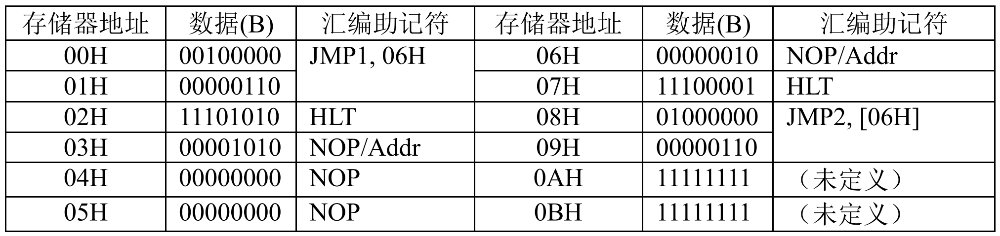 存储器地址 数据(B) 汇编助记符 存储器地址 数据(B) 汇编助记符
00H 00100000 JMP1, 06H 06H 00000010 NOP/Addr
01H 00000110 07H 11100001 HLT
02H 11101010 HLT 08H 01000000 JMP2, [06H]
03H 00001010 NOP/Addr 09H 00000110
04H 00000000 NOP 0AH 11111111 （未定义）
05H 00000000 NOP 0BH 11111111 （未定义）